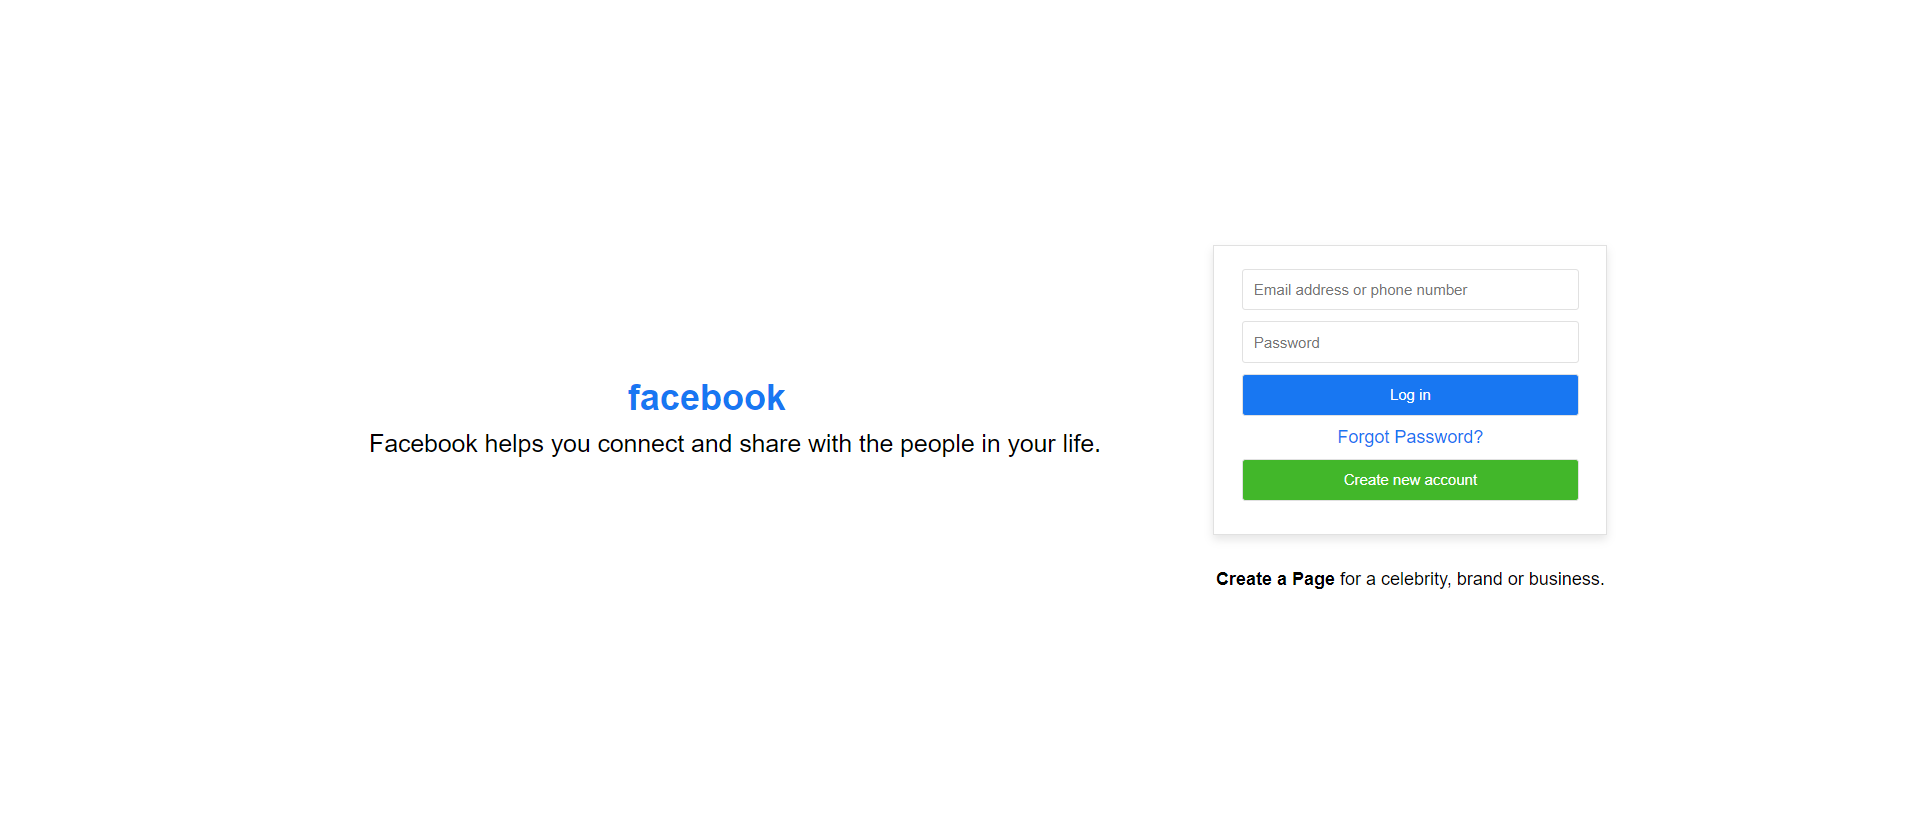 facebook
Facebook helps you connect and share with the people in your life.
Email address or phone number
Password
Log in
Forgot Password?
Create new account
Create a Page for a celebrity, brand or business.